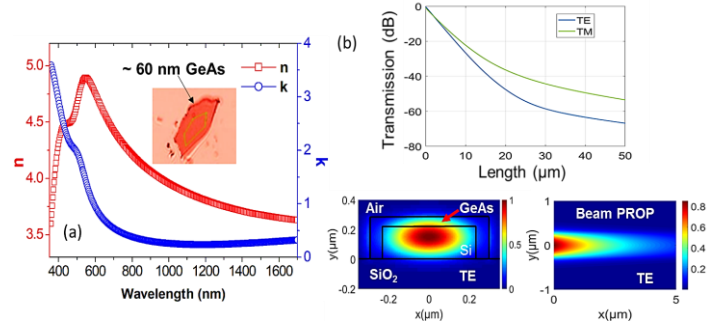 (a)
~ 60 nm GeAs
n
k
n
5.0
4.5
4.0
3.5
k
4
3
2
1
0
400 600 800 1000 1200 1400 1600
Wavelength (nm)
(b)
TE
TM
Transmission (dB)
0
-20
-40
-60
-80
0 10 20 30 40 50
Length (µm)
Air
GeAs
Si
SiO2
TE
y(µm)
0.4
0.2
0
-0.2
-0.2 0 0.2
x(µm)
1
0.5
0
Beam PROP
TE
y(µm)
1
0
-1
0 5
x(µm)
0.8
0.6
0.4
0.2